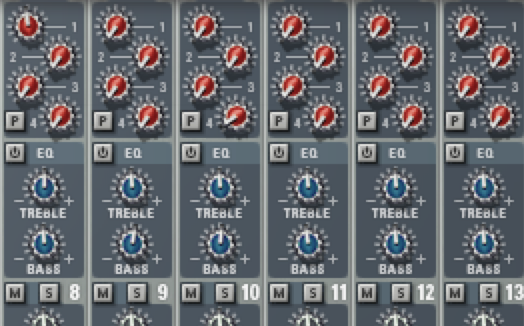 1 1 1 1 1 1
2 2 2 2 2 2
3 3 3 3 3 3
P 4 P 4 P 4 P 4 P 4 P 4
EQ EQ EQ EQ EQ EQ
- + - + - + - + - + - +
TREBLE TREBLE TREBLE TREBLE TREBLE TREBLE
- + - + - + - + - + - +
BASS BASS BASS BASS BASS BASS
M S 8 M S 9 M S 10 M S 11 M S 12 M S 13